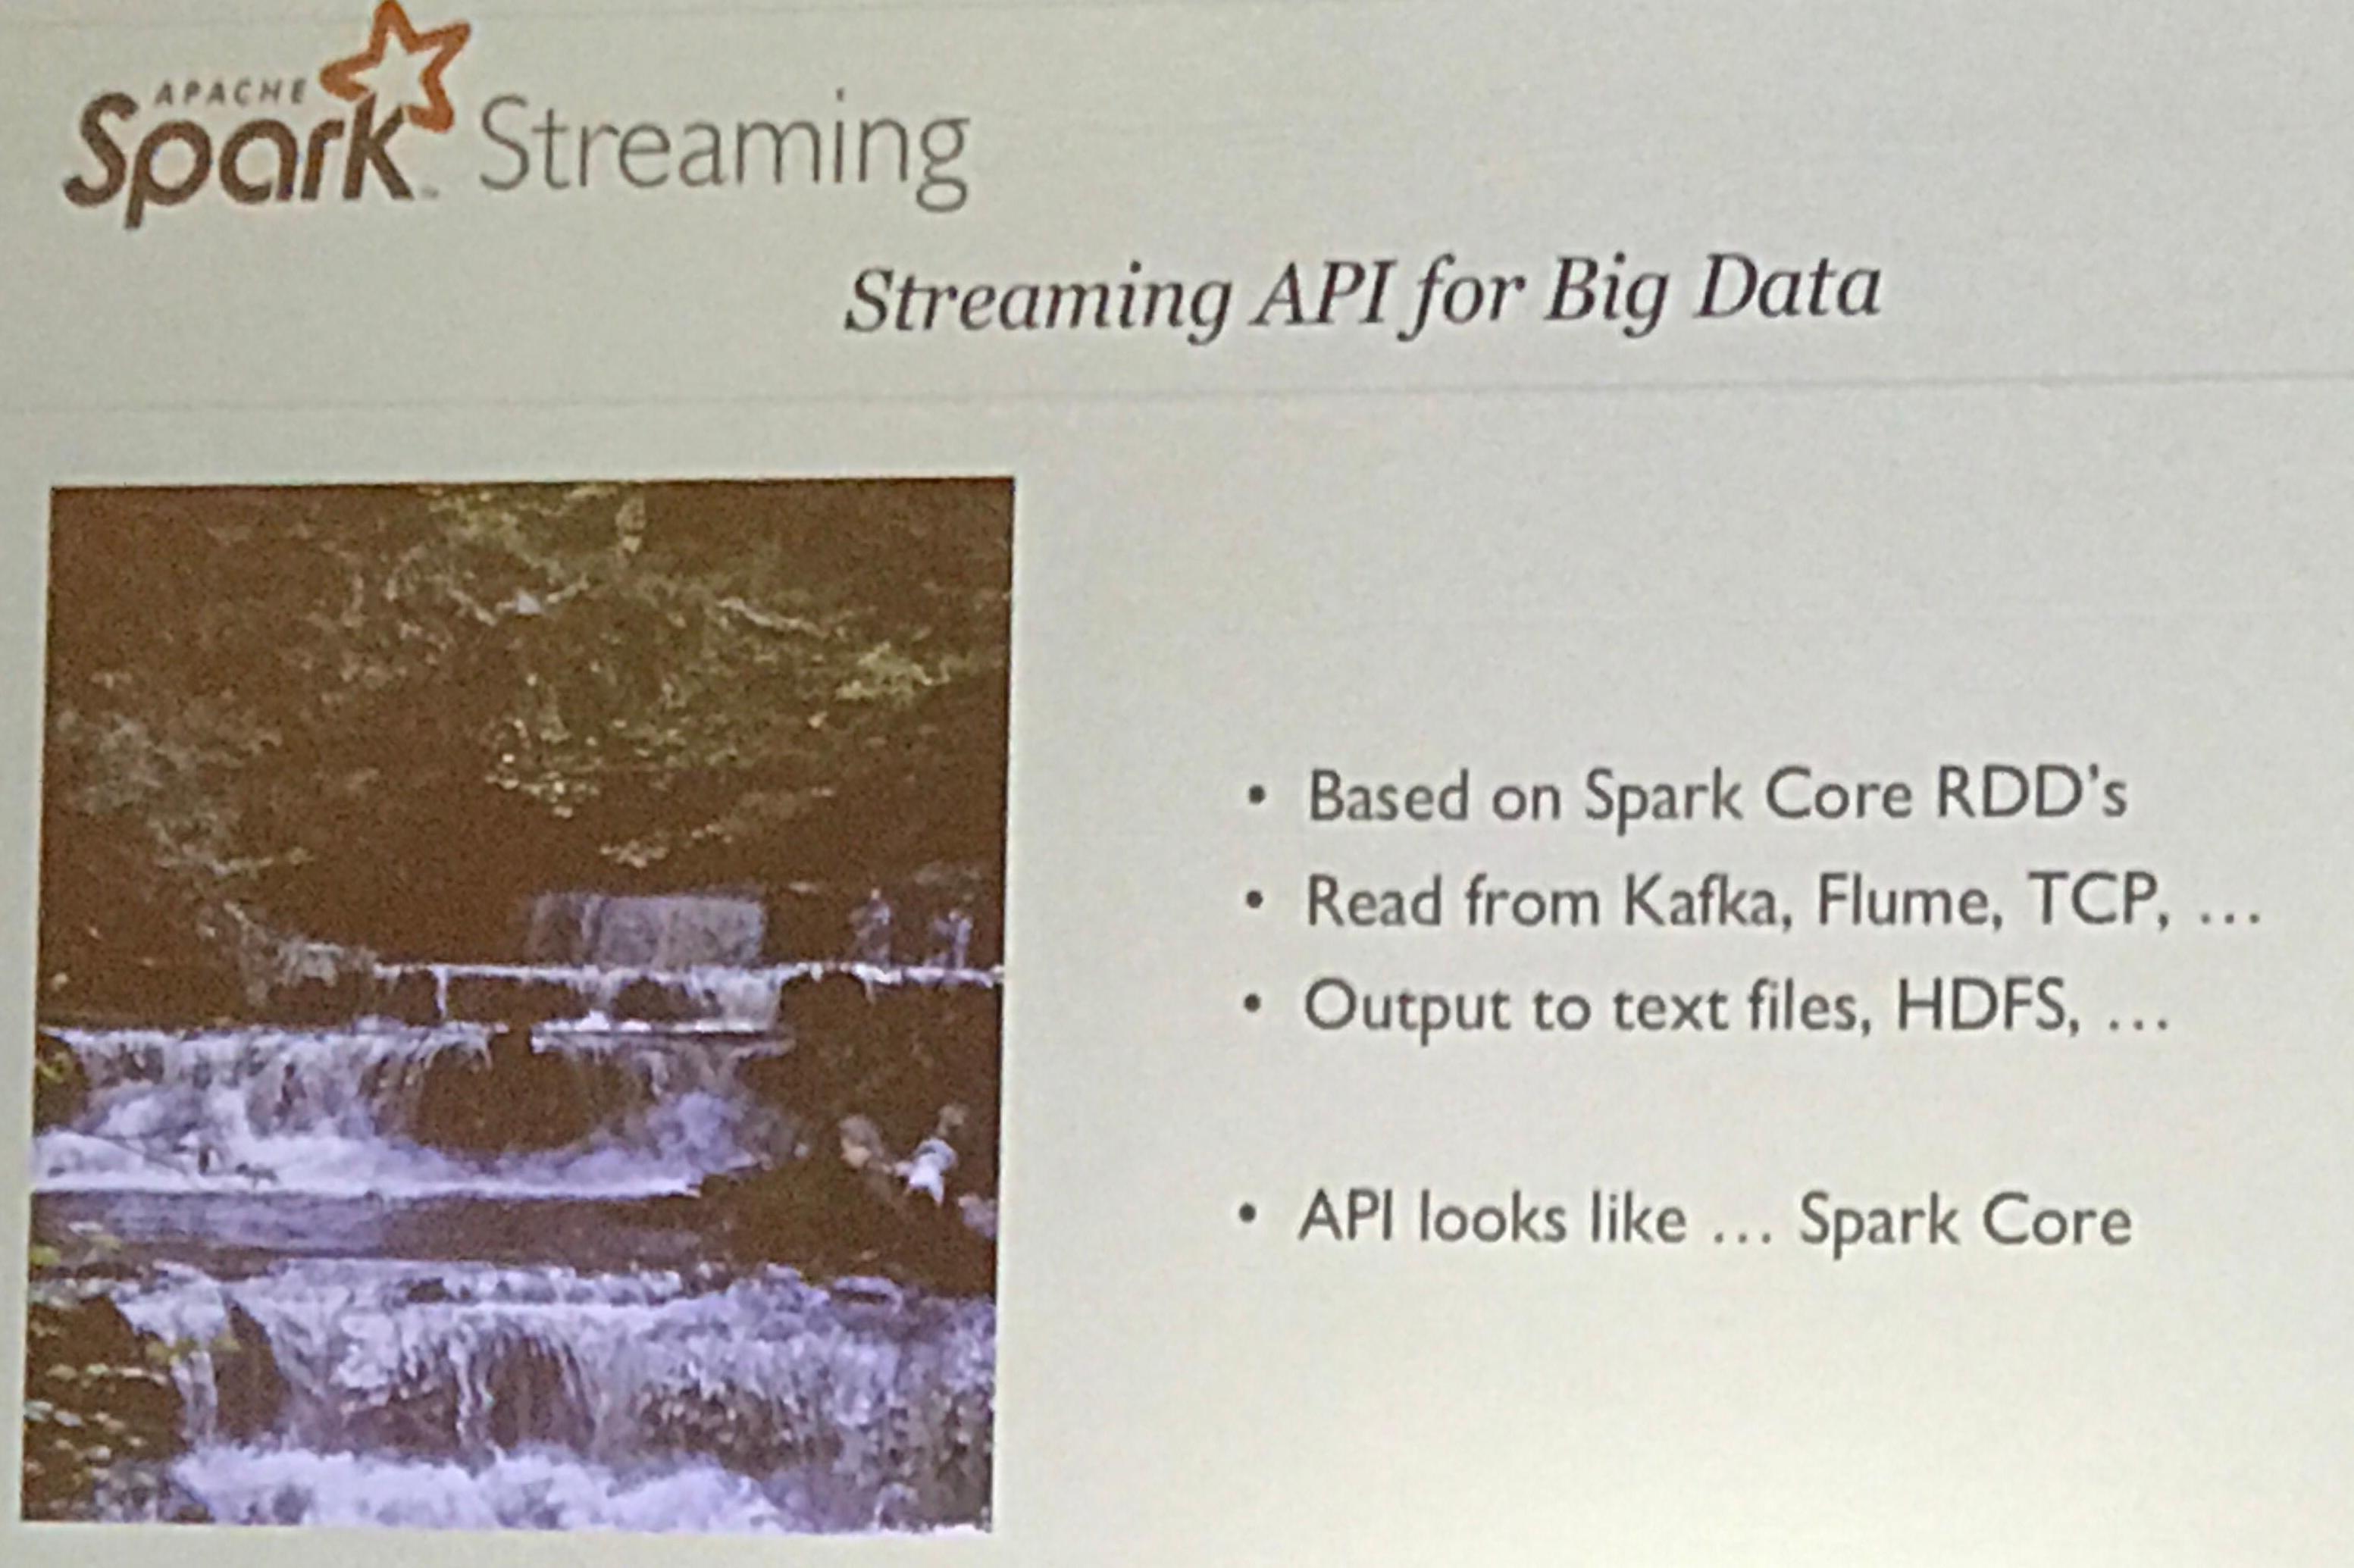 APACHE
Spark™ Streaming
Streaming API for Big Data
• Based on Spark Core RDD's
• Read from Kafka, Flume, TCP, ...
• Output to text files, HDFS, ...
• API looks like ... Spark Core